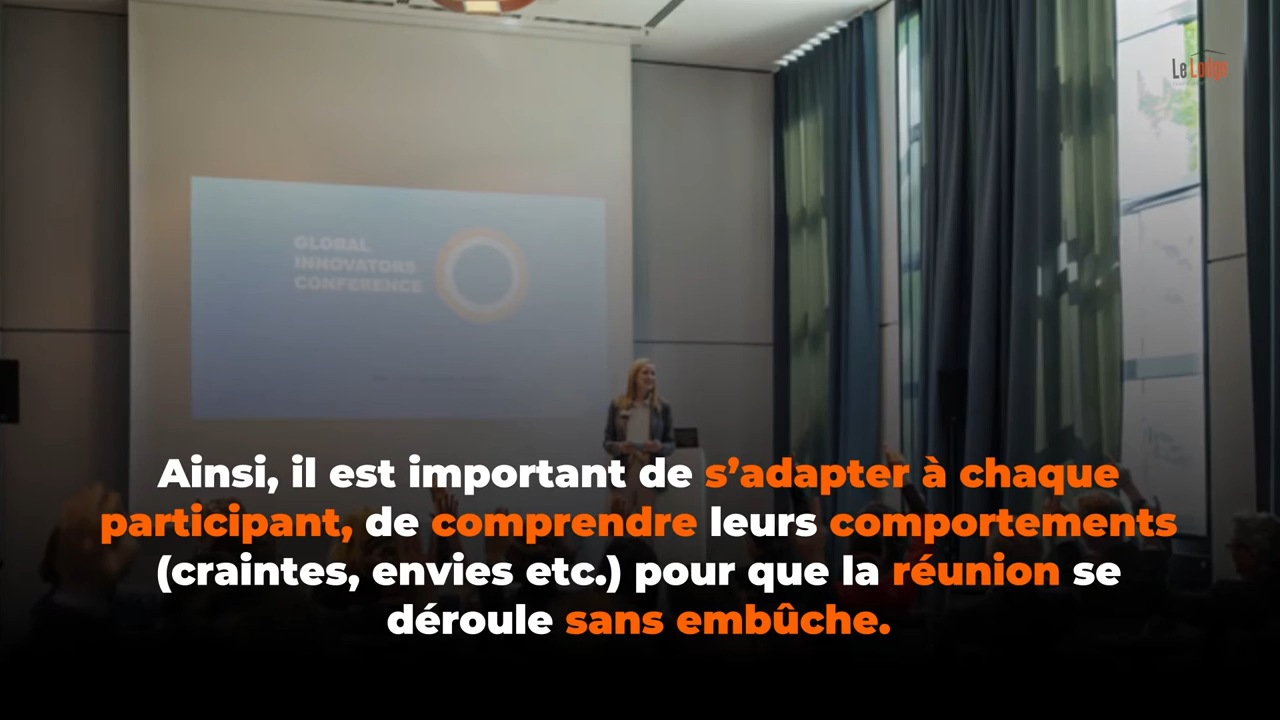 Le Lodge
GLOBAL
INNOVATORS
CONFERENCE
Ainsi, il est important de s’adapter à chaque
participant, de comprendre leurs comportements
(craintes, envies etc.) pour que la réunion se
déroule sans embûche.